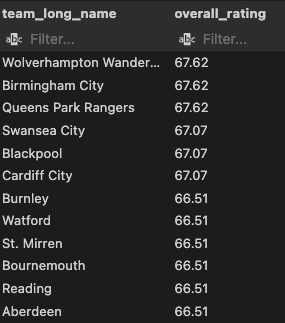 team_long_name overall_rating
abc Filter... abc Filter...
Wolverhampton Wander... 67.62
Birmingham City 67.62
Queens Park Rangers 67.62
Swansea City 67.07
Blackpool 67.07
Cardiff City 67.07
Burnley 66.51
Watford 66.51
St. Mirren 66.51
Bournemouth 66.51
Reading 66.51
Aberdeen 66.51